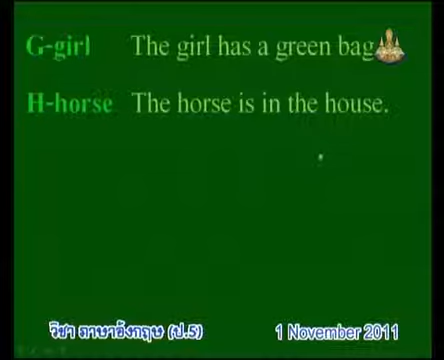 G-girl The girl has a green bag
H-horse The horse is in the house.
วิชา ภาษาอังกฤษ (ป.5) 1 November 2011